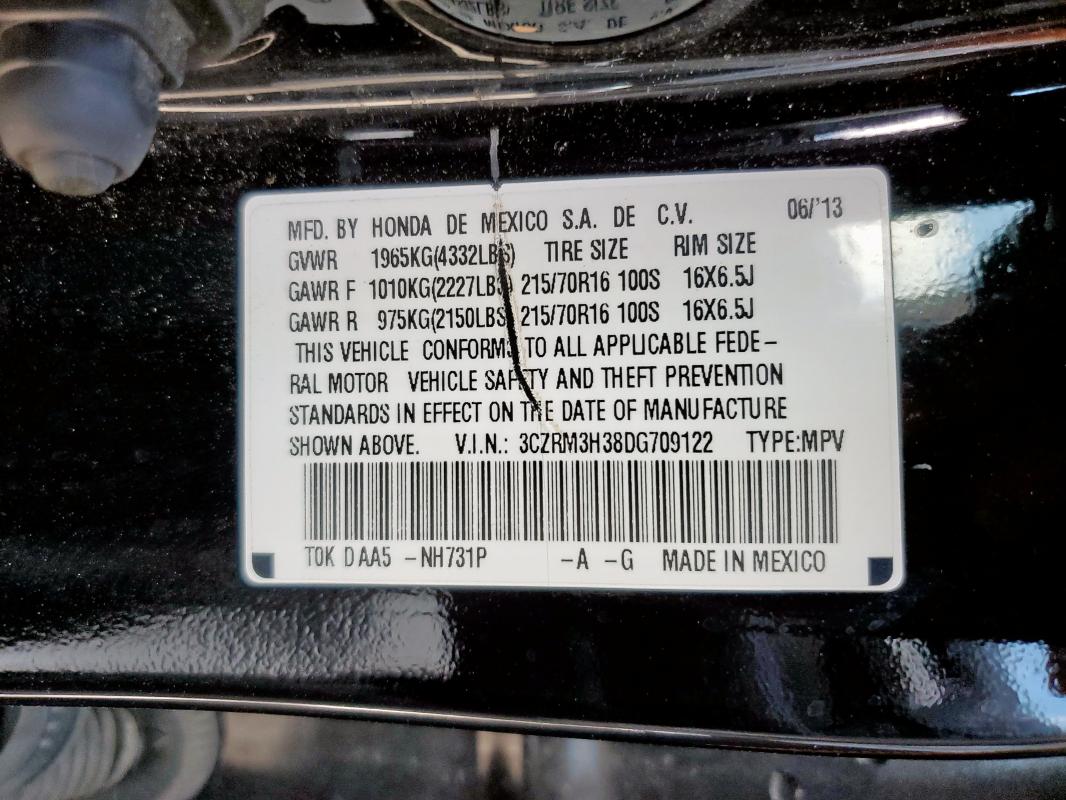 MFD. BY HONDA DE MEXICO S.A. DE C.V. 06/'13
GVWR 1965KG(4332LBS) TIRE SIZE RIM SIZE
GAWR F 1010KG(2227LBS) 215/70R16 100S 16X6.5J
GAWR R 975KG(2150LBS) 215/70R16 100S 16X6.5J
THIS VEHICLE CONFORMS TO ALL APPLICABLE FEDE-
RAL MOTOR VEHICLE SAFETY AND THEFT PREVENTION
STANDARDS IN EFFECT ON THE DATE OF MANUFACTURE
SHOWN ABOVE. V.I.N.: 3CZRM3H38DG709122 TYPE:MPV
T0K DAA5 -NH731P -A -G MADE IN MEXICO